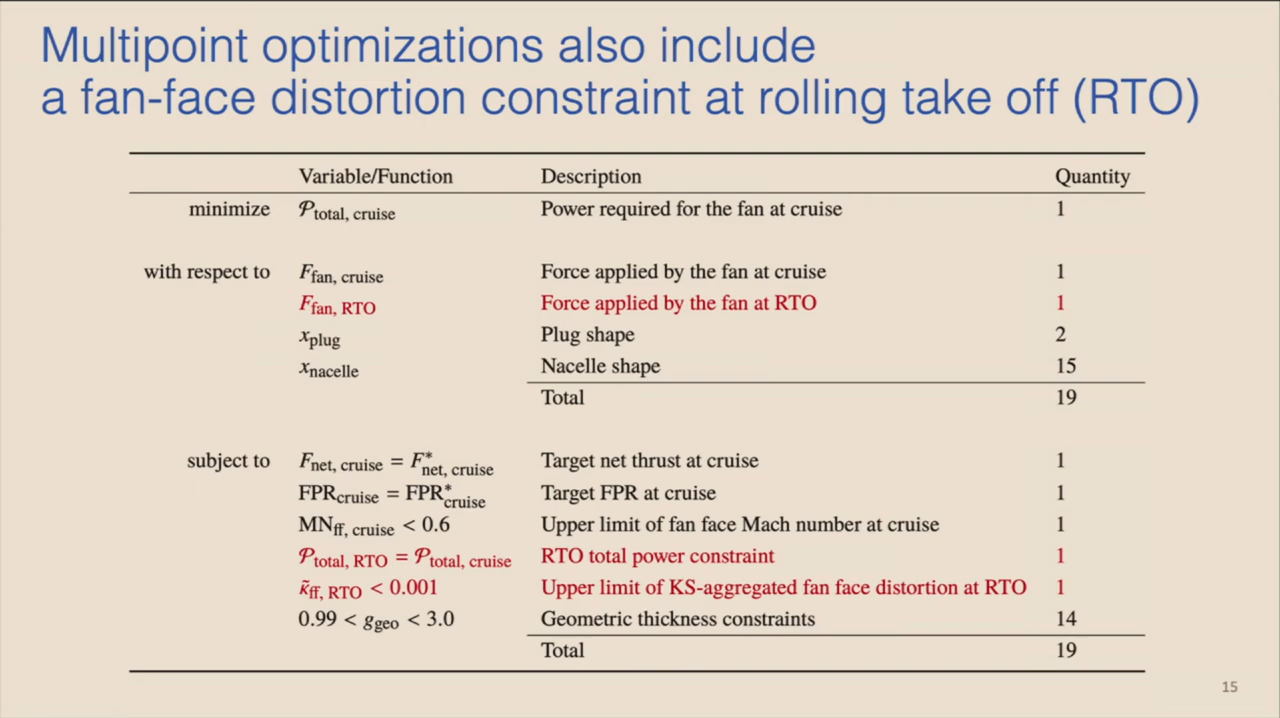 Multipoint optimizations also include
a fan-face distortion constraint at rolling take off (RTO)
Variable/Function Description Quantity
minimize 𝒫total, cruise Power required for the fan at cruise 1
with respect to Ffan, cruise Force applied by the fan at cruise 1
Ffan, RTO Force applied by the fan at RTO 1
xplug Plug shape 2
xnacelle Nacelle shape 15
Total 19
subject to Fnet, cruise = F*net, cruise Target net thrust at cruise 1
FPRcruise = FPR*cruise Target FPR at cruise 1
MNff, cruise < 0.6 Upper limit of fan face Mach number at cruise 1
𝒫total, RTO = 𝒫total, cruise RTO total power constraint 1
κ̃ff, RTO < 0.001 Upper limit of KS-aggregated fan face distortion at RTO 1
0.99 < ggeo < 3.0 Geometric thickness constraints 14
Total 19
15